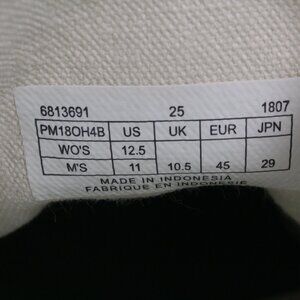 6813691 25 1807
PM18OH4B US UK EUR JPN
WO'S 12.5
M'S 11 10.5 45 29
MADE IN INDONESIA
FABRIQUE EN INDONESIE